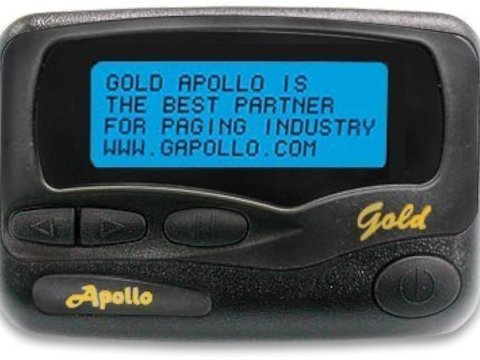 GOLD APOLLO IS
THE BEST PARTNER
FOR PAGING INDUSTRY
WWW.GAPOLLO.COM
Gold
Apollo